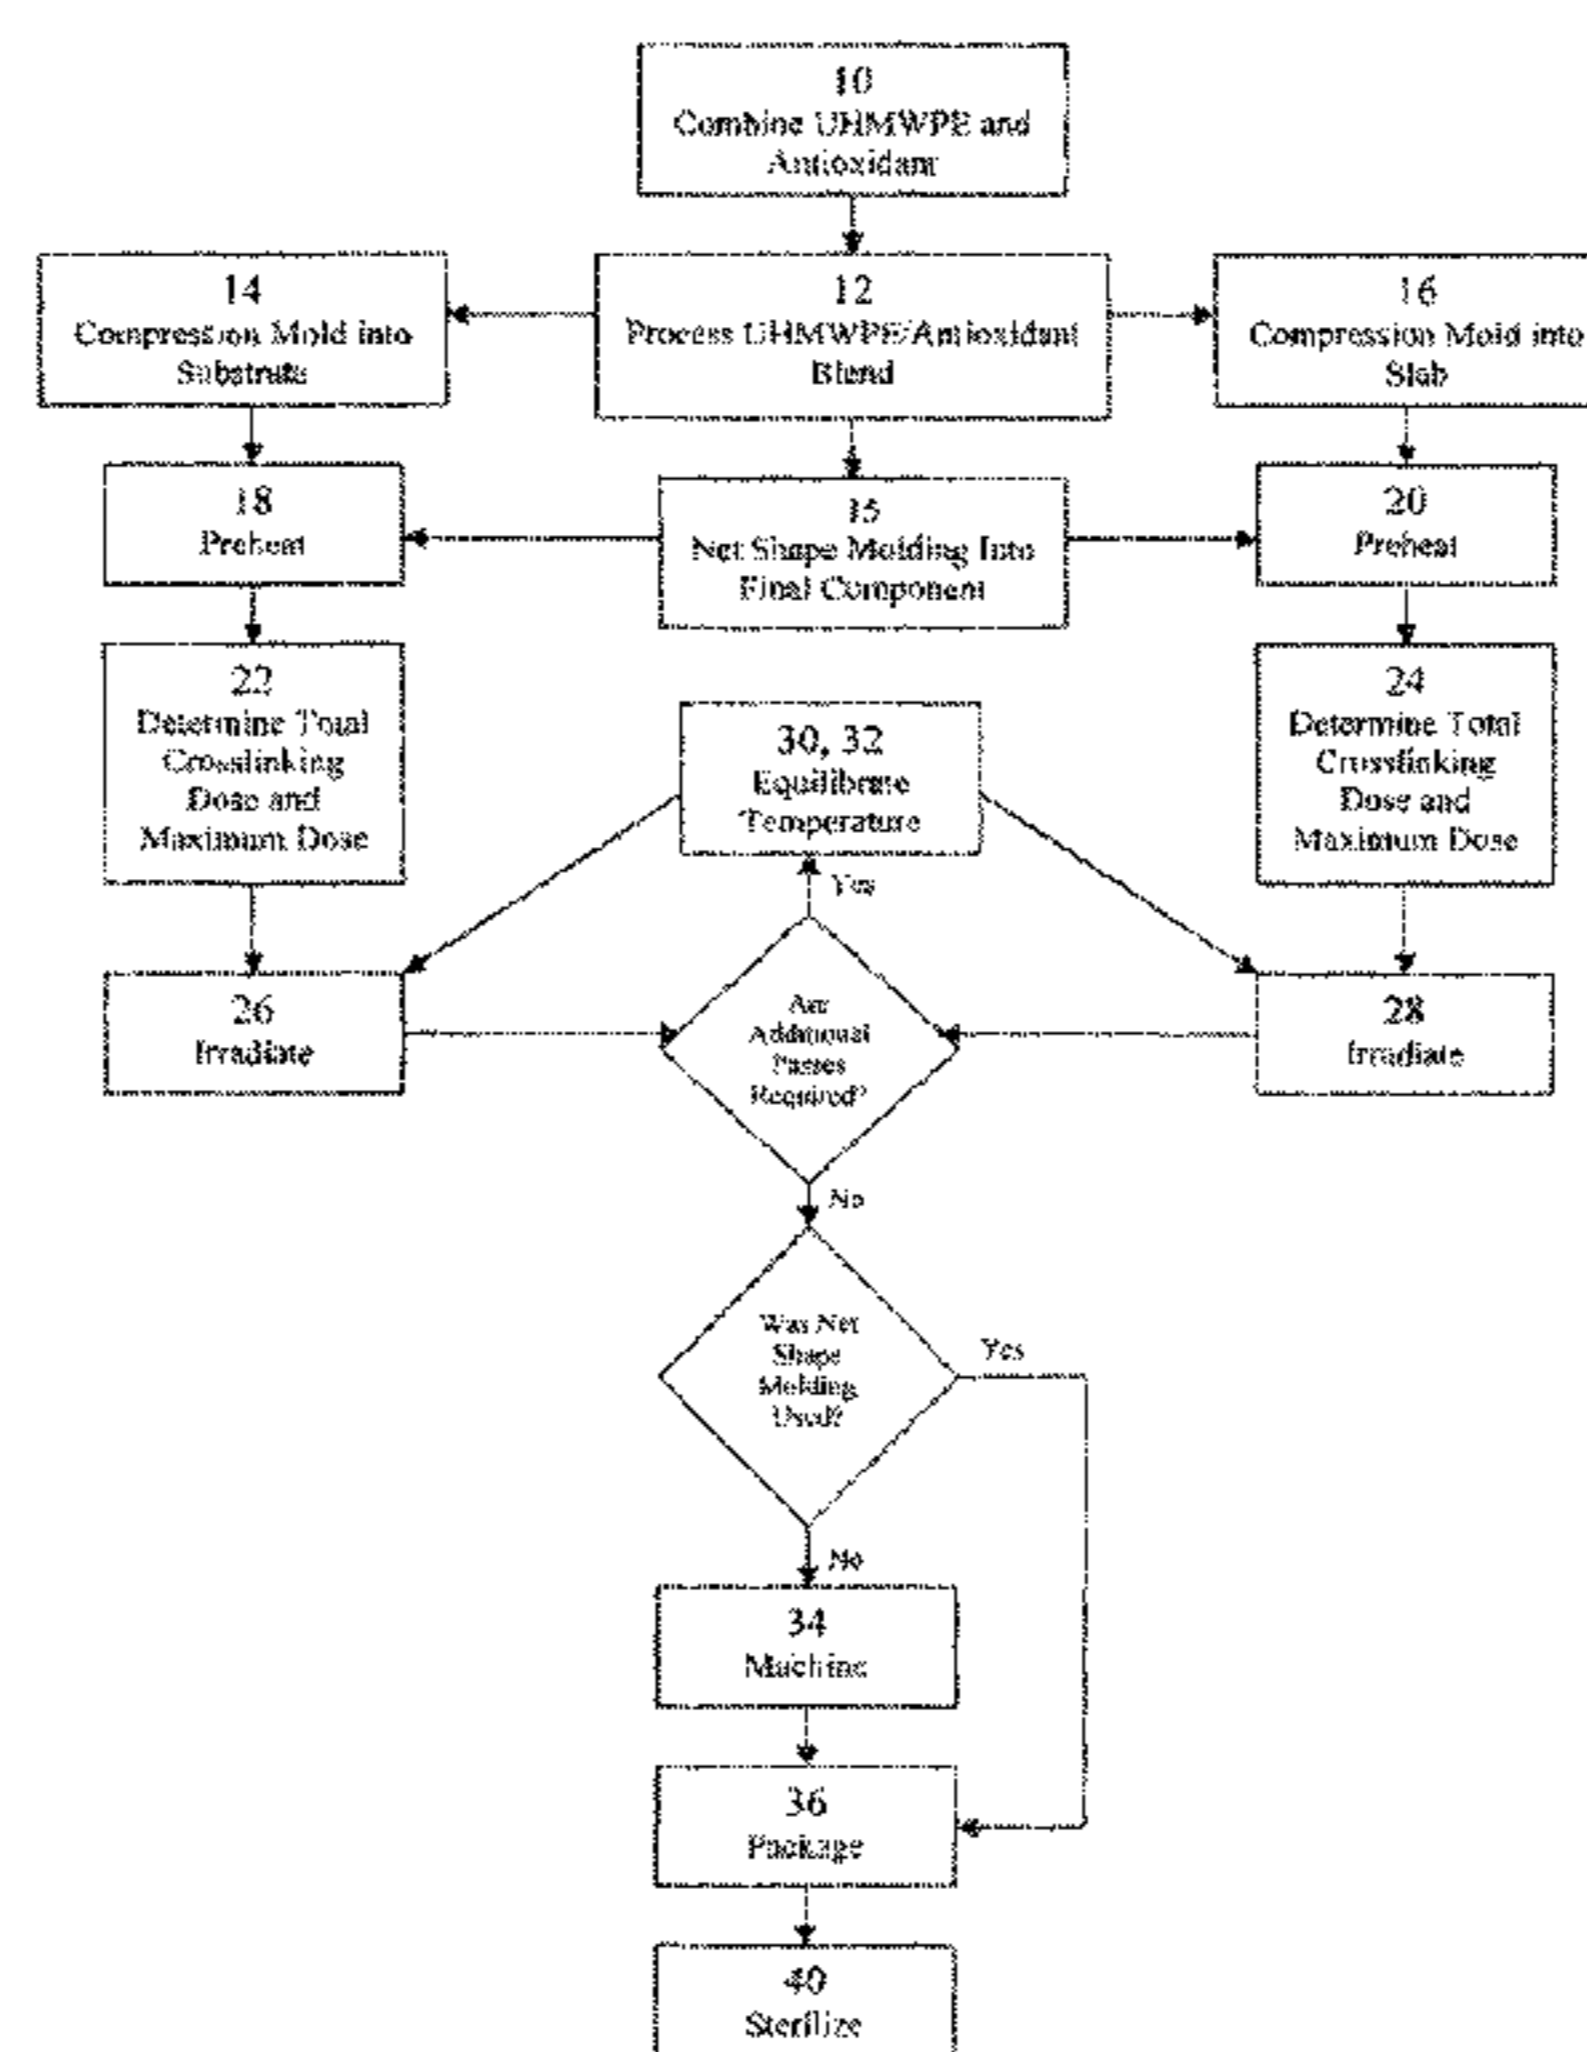 10
Combine UHMWPE and
Antioxidant
14
Compression Mold into
Substrate
12
Process UHMWPE/Antioxidant
Blend
16
Compression Mold into
Slab
18
Preheat
15
Net Shape Molding Into
Final Component
20
Preheat
22
Determine Total
Crosslinking
Dose and
Maximum Dose
30, 32
Equilibrate
Temperature
24
Determine Total
Crosslinking
Dose and
Maximum Dose
Yes
26
Irradiate
Are
Additional
Passes
Required?
28
Irradiate
No
Was Net
Shape
Molding
Used?
Yes
No
34
Machine
36
Package
40
Sterilize